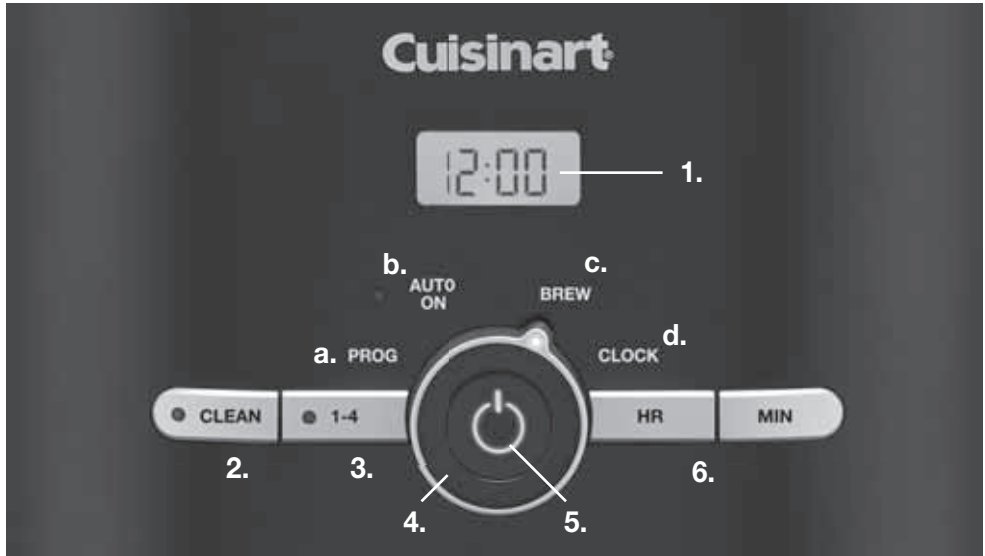 Cuisinart®
12:00
1.
b.
AUTO
ON
c.
BREW
a.
PROG
CLOCK
d.
CLEAN
1-4
HR
MIN
2.
3.
6.
4.
5.